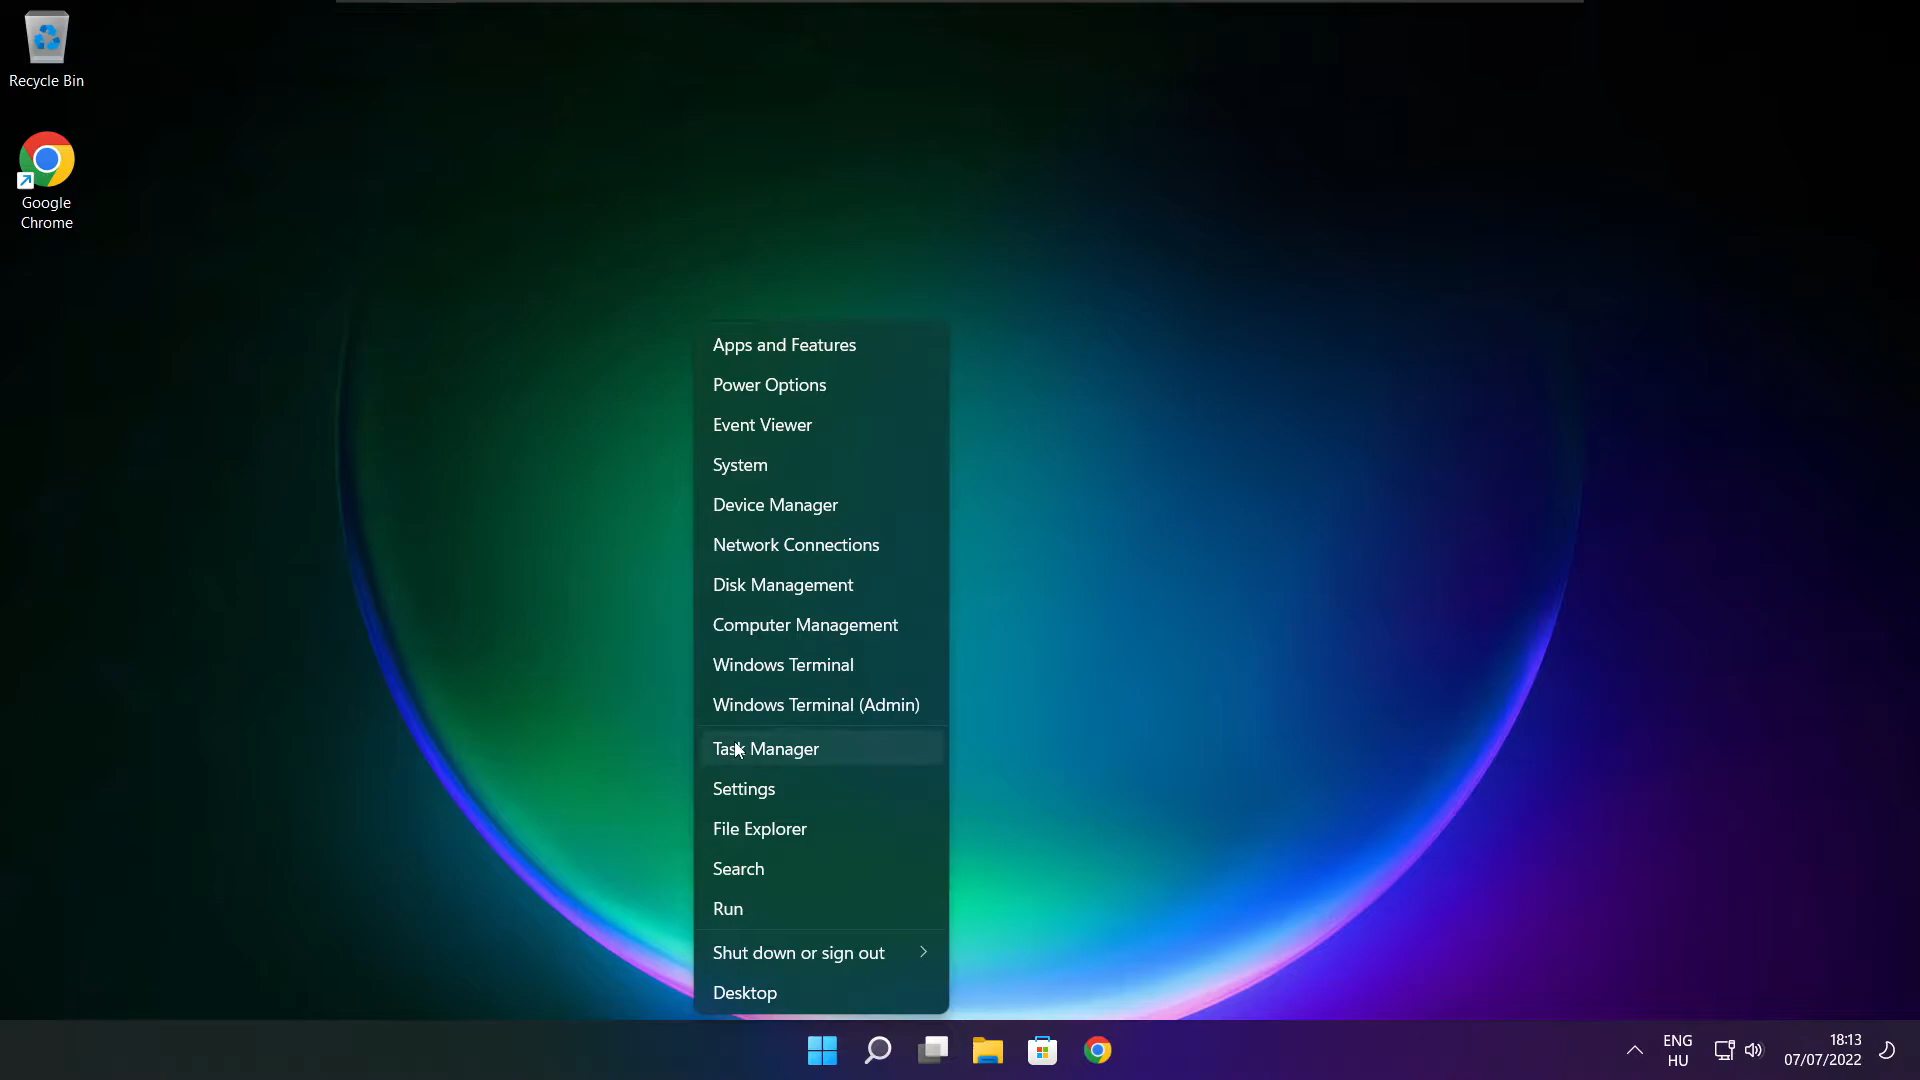 Recycle Bin
Google
Chrome
Apps and Features
Power Options
Event Viewer
System
Device Manager
Network Connections
Disk Management
Computer Management
Windows Terminal
Windows Terminal (Admin)
Task Manager
Settings
File Explorer
Search
Run
Shut down or sign out
Desktop
ENG
HU
18:13
07/07/2022